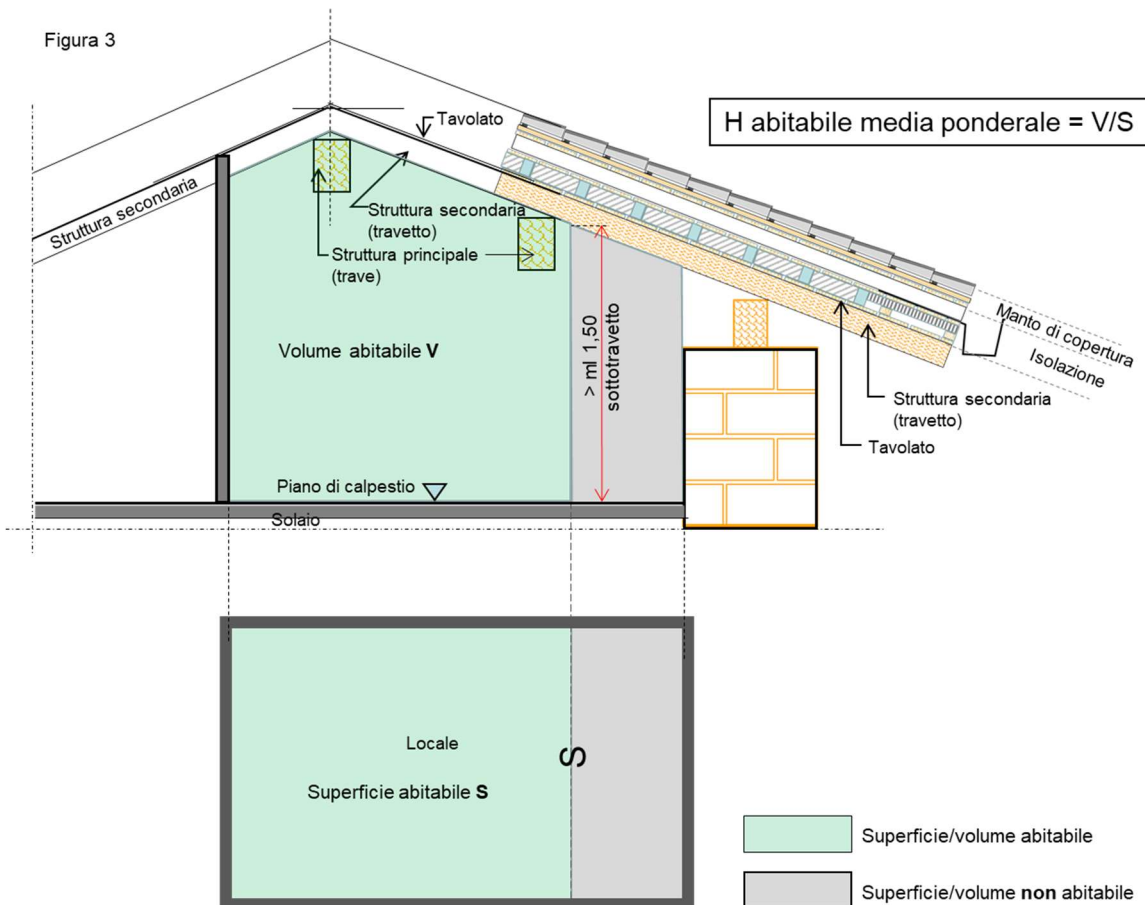 Figura 3
H abitabile media ponderale = V/S
Tavolato
Struttura secondaria
Struttura secondaria
(travetto)
Struttura principale
(trave)
Volume abitabile V
> ml 1,50
sottotravetto
Manto di copertura
Isolazione
Struttura secondaria
(travetto)
Tavolato
Piano di calpestio
Solaio
Locale
S
Superficie abitabile S
Superficie/volume abitabile
Superficie/volume non abitabile